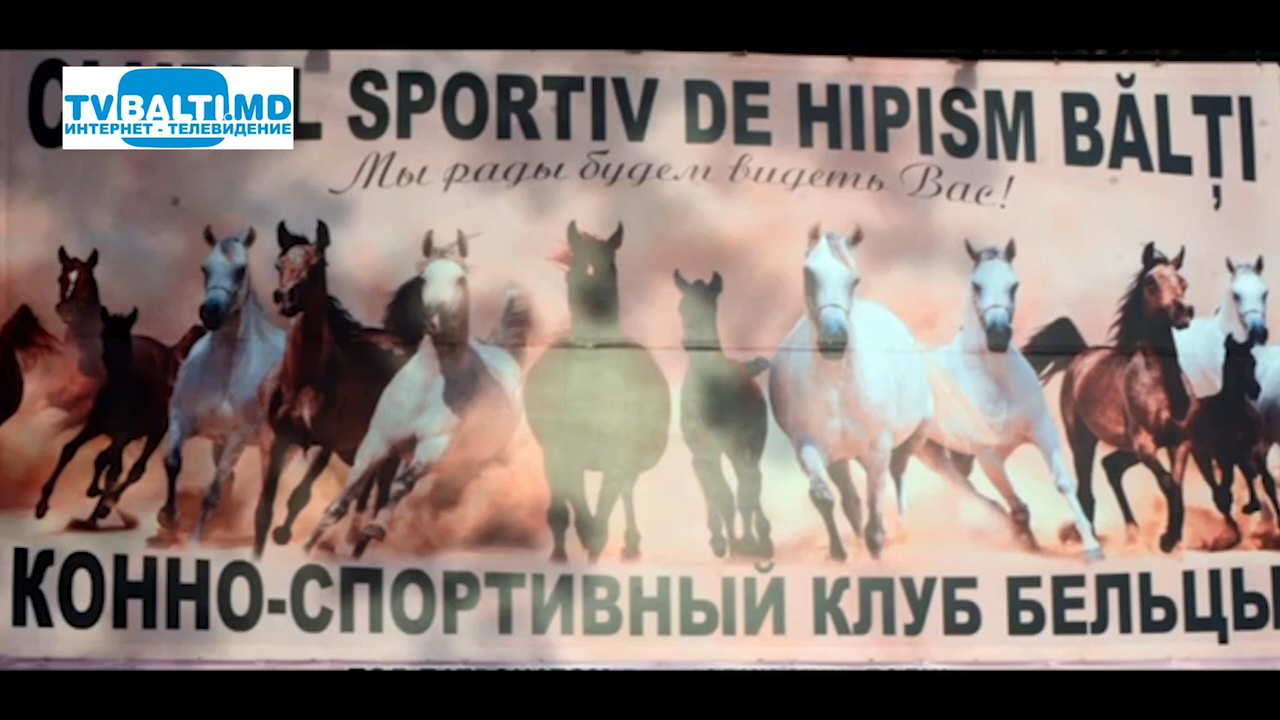 TVBALTI.MD
ИНТЕРНЕТ - ТЕЛЕВИДЕНИЕ
SPORTIV DE HIPISM BĂLȚI
Мы рады будем видеть Вас!
КОННО-СПОРТИВНЫЙ КЛУБ БЕЛЬЦЫ